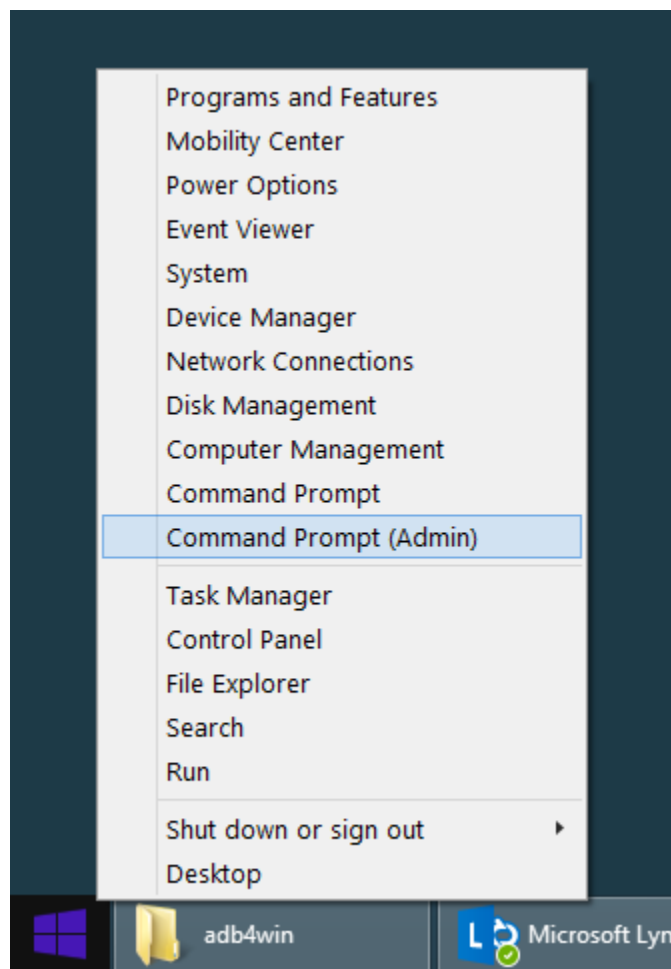 Programs and Features
Mobility Center
Power Options
Event Viewer
System
Device Manager
Network Connections
Disk Management
Computer Management
Command Prompt
Command Prompt (Admin)
Task Manager
Control Panel
File Explorer
Search
Run
Shut down or sign out
Desktop
adb4win
L Microsoft Lyn